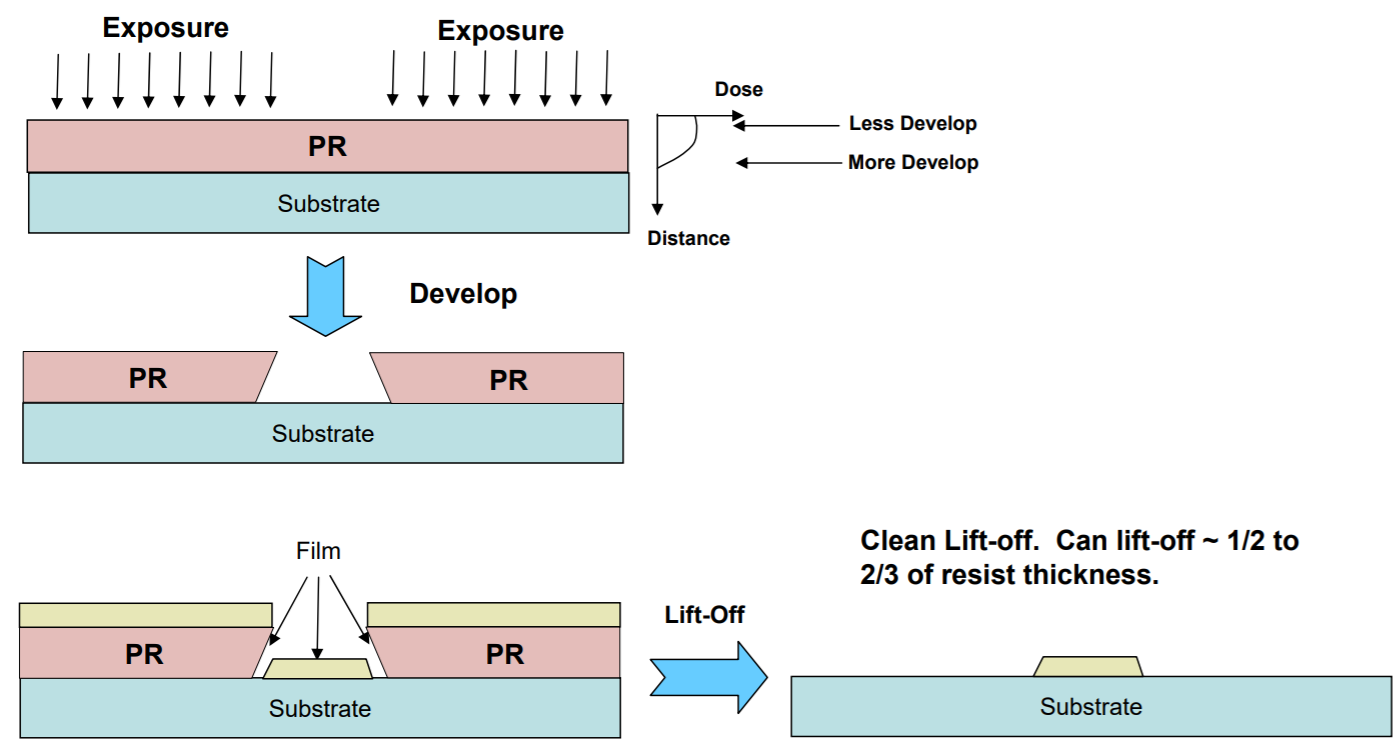 Exposure
Exposure
Dose
Less Develop
PR
More Develop
Substrate
Distance
Develop
PR
PR
Substrate
Film
Clean Lift-off. Can lift-off ~ 1/2 to
2/3 of resist thickness.
Lift-Off
PR
PR
Substrate
Substrate